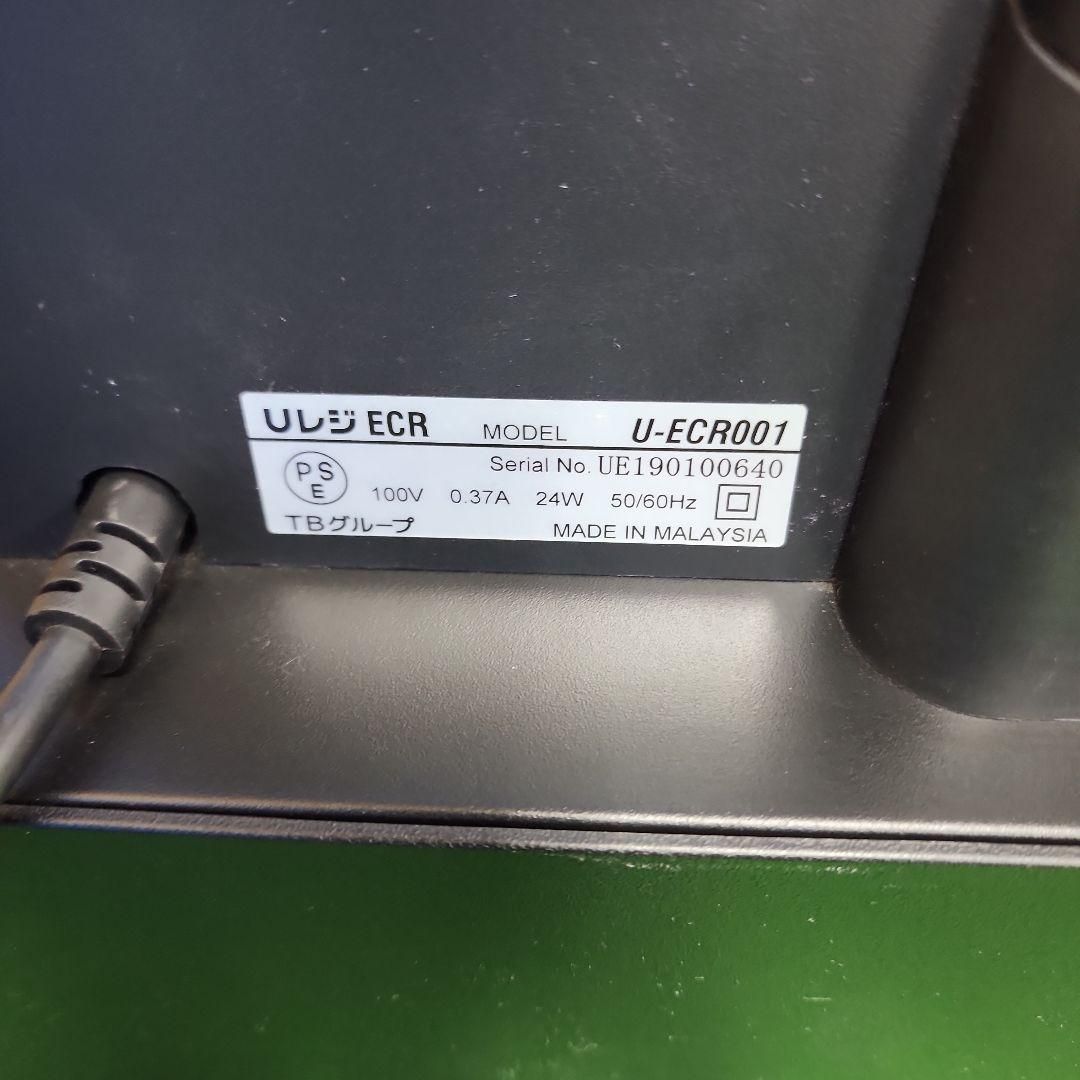 Uレジ ECR MODEL U-ECR001
Serial No. UE190100640
PSE 100V 0.37A 24W 50/60Hz
TBグループ MADE IN MALAYSIA